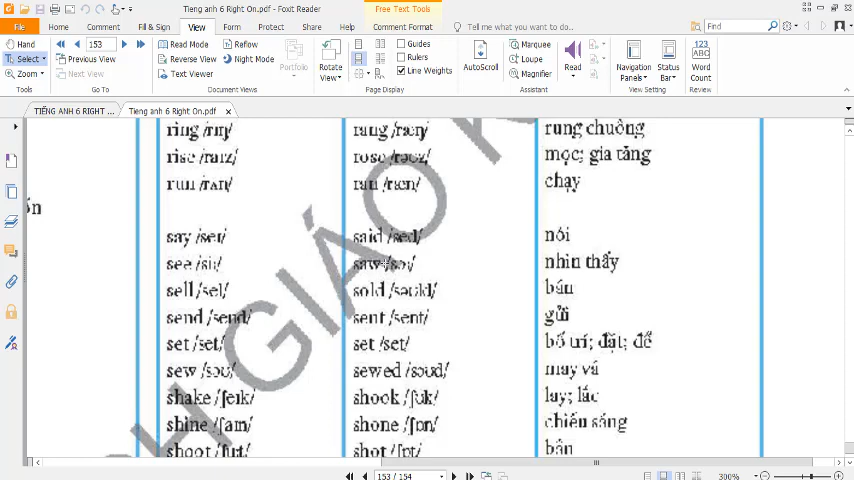 Tieng anh 6 Right On.pdf - Foxit Reader
Free Text Tools
File Home Comment Fill & Sign View Form Protect Share Help Comment Format Tell me what you want to do... Find
Hand 153 Read Mode Reflow Guides Marquee 123
Select Previous View Reverse View Night Mode Portfolio Rotate View Rulers AutoScroll Loupe Read Navigation Panels Status Bar Word Count
Zoom Next View Text Viewer Line Weights Magnifier
Tools Go To Document Views Page Display Assistant View Setting Review
TIẾNG ANH 6 RIGHT ... Tieng anh 6 Right On.pdf
ring /rɪŋ/ rang /ræŋ/ rung chuông
rise /raɪz/ rose /rəʊz/ mọc; gia tăng
run /rʌn/ ran /ræn/ chạy
ốn
say /seɪ/ said /sed/ nói
see /siː/ saw /sɔː/ nhìn thấy
sell /sel/ sold /səʊld/ bán
send /send/ sent /sent/ gửi
set /set/ set /set/ bố trí; đặt; để
sew /səʊ/ sewed /səʊd/ may vá
shake /ʃeɪk/ shook /ʃʊk/ lay; lắc
shine /ʃaɪn/ shone /ʃɒn/ chiếu sáng
shoot /ʃuːt/ shot /ʃɒt/ bắn
H GIÁO
153 / 154 300%